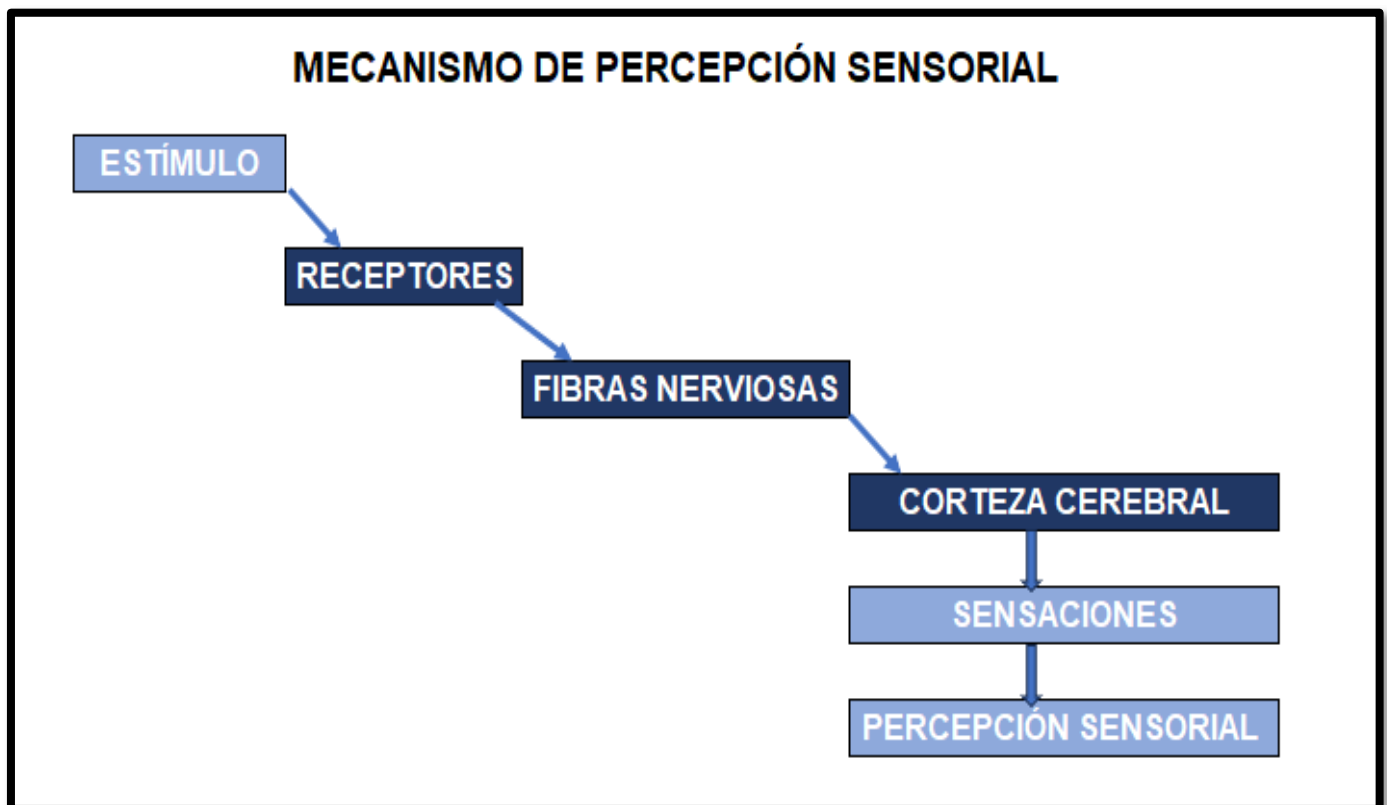 MECANISMO DE PERCEPCIÓN SENSORIAL
ESTÍMULO
RECEPTORES
FIBRAS NERVIOSAS
CORTEZA CEREBRAL
SENSACIONES
PERCEPCIÓN SENSORIAL